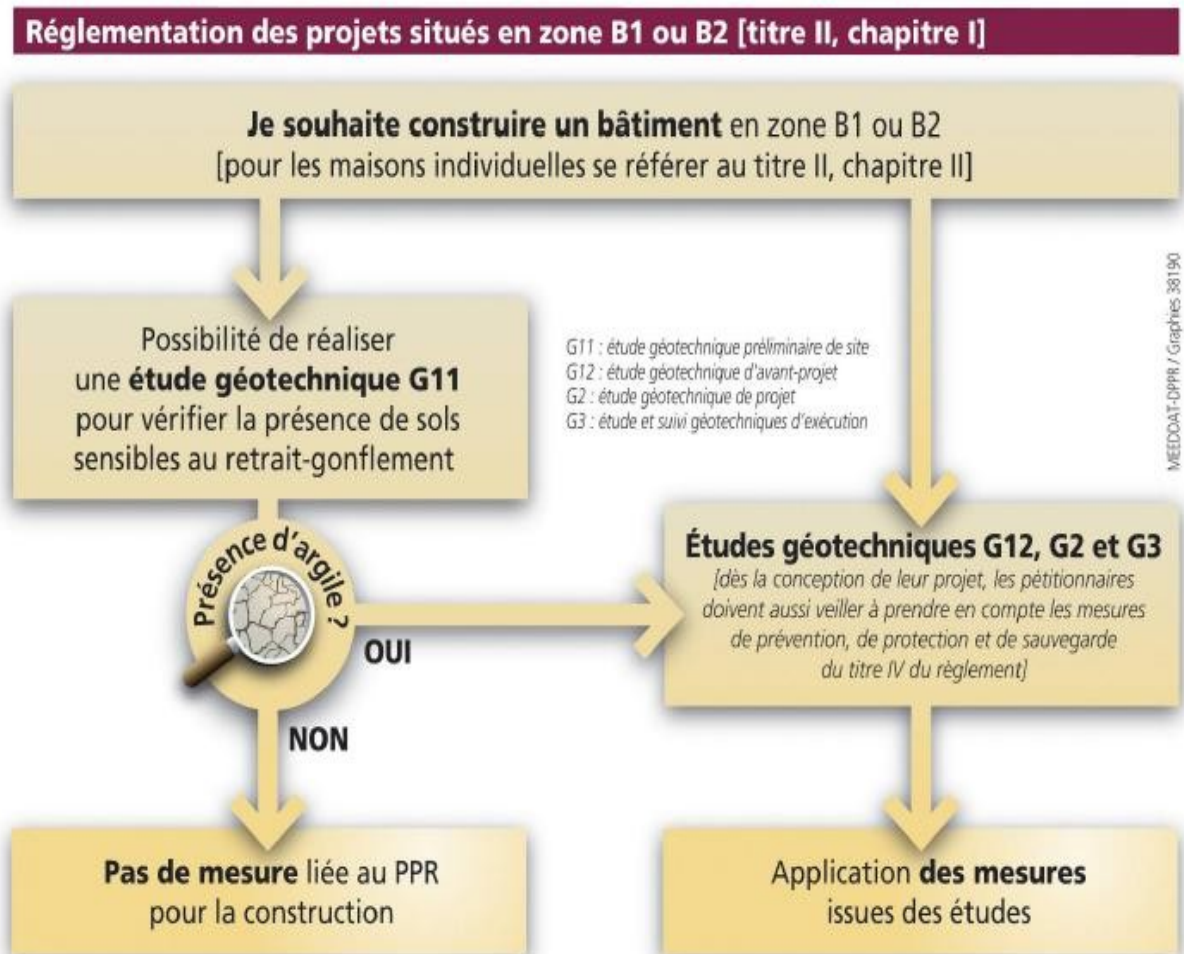 Réglementation des projets situés en zone B1 ou B2 [titre II, chapitre I]
Je souhaite construire un bâtiment en zone B1 ou B2
[pour les maisons individuelles se référer au titre II, chapitre II]
Possibilité de réaliser
une étude géotechnique G11
pour vérifier la présence de sols
sensibles au retrait-gonflement
G11 : étude géotechnique préliminaire de site
G12 : étude géotechnique d'avant-projet
G2 : étude géotechnique de projet
G3 : étude et suivi géotechniques d'exécution
MEEDDAT-DPPR / Graphies 38190
Présence d'argile ?
OUI
NON
Études géotechniques G12, G2 et G3
[dès la conception de leur projet, les pétitionnaires
doivent aussi veiller à prendre en compte les mesures
de prévention, de protection et de sauvegarde
du titre IV du règlement]
Pas de mesure liée au PPR
pour la construction
Application des mesures
issues des études